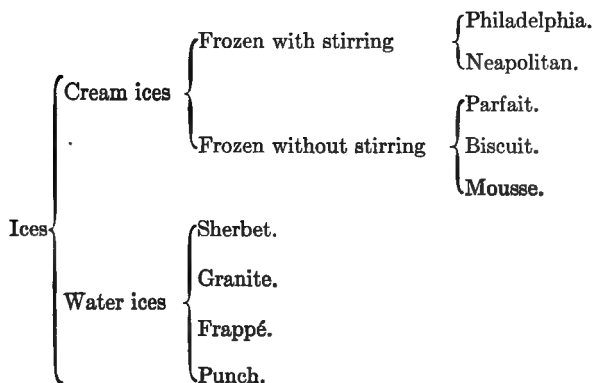 Philadelphia.
Frozen with stirring
Neapolitan.
Cream ices
Parfait.
Frozen without stirring
Biscuit.
Mousse.
Ices
Sherbet.
Granite.
Water ices
Frappé.
Punch.